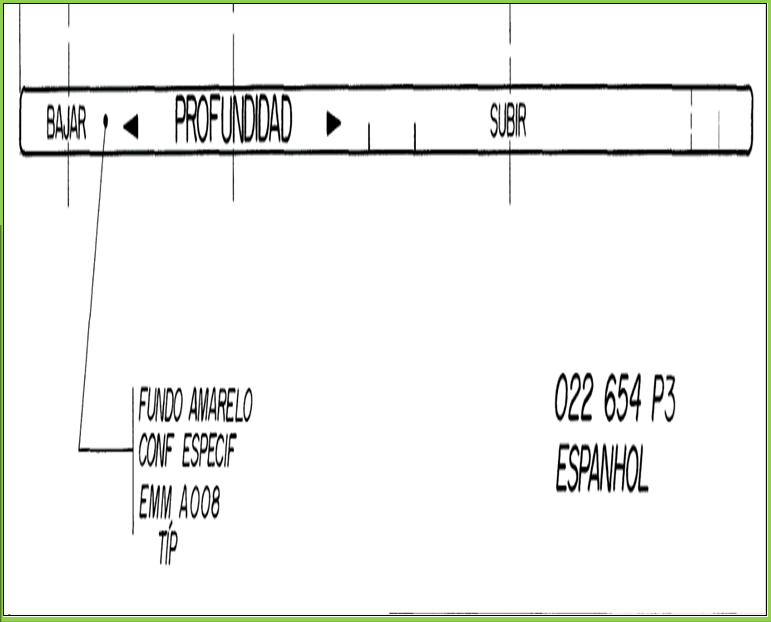 BAJAR ◀ PROFUNDIDAD ▶ SUBIR
FUNDO AMARELO
CONF ESPECIF
EMM A008
TÍP
022 654 P3
ESPANHOL